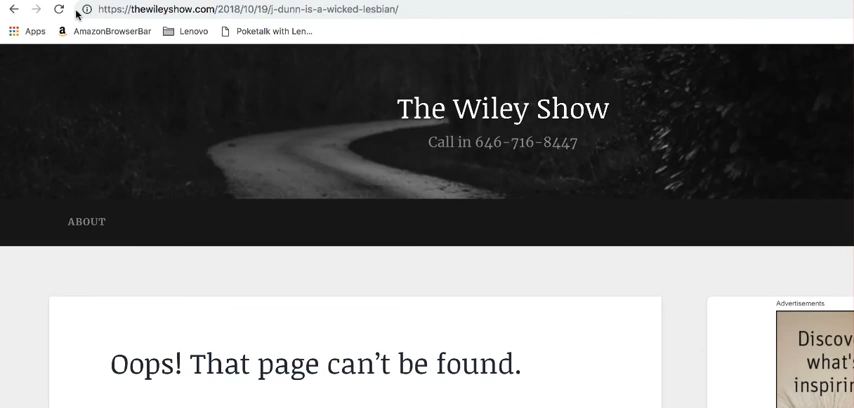 https://thewileyshow.com/2018/10/19/j-dunn-is-a-wicked-lesbian/
Apps AmazonBrowserBar Lenovo Poketalk with Len...
The Wiley Show
Call in 646-716-8447
ABOUT
Advertisements
Oops! That page can’t be found.
Discov
what's
inspirin